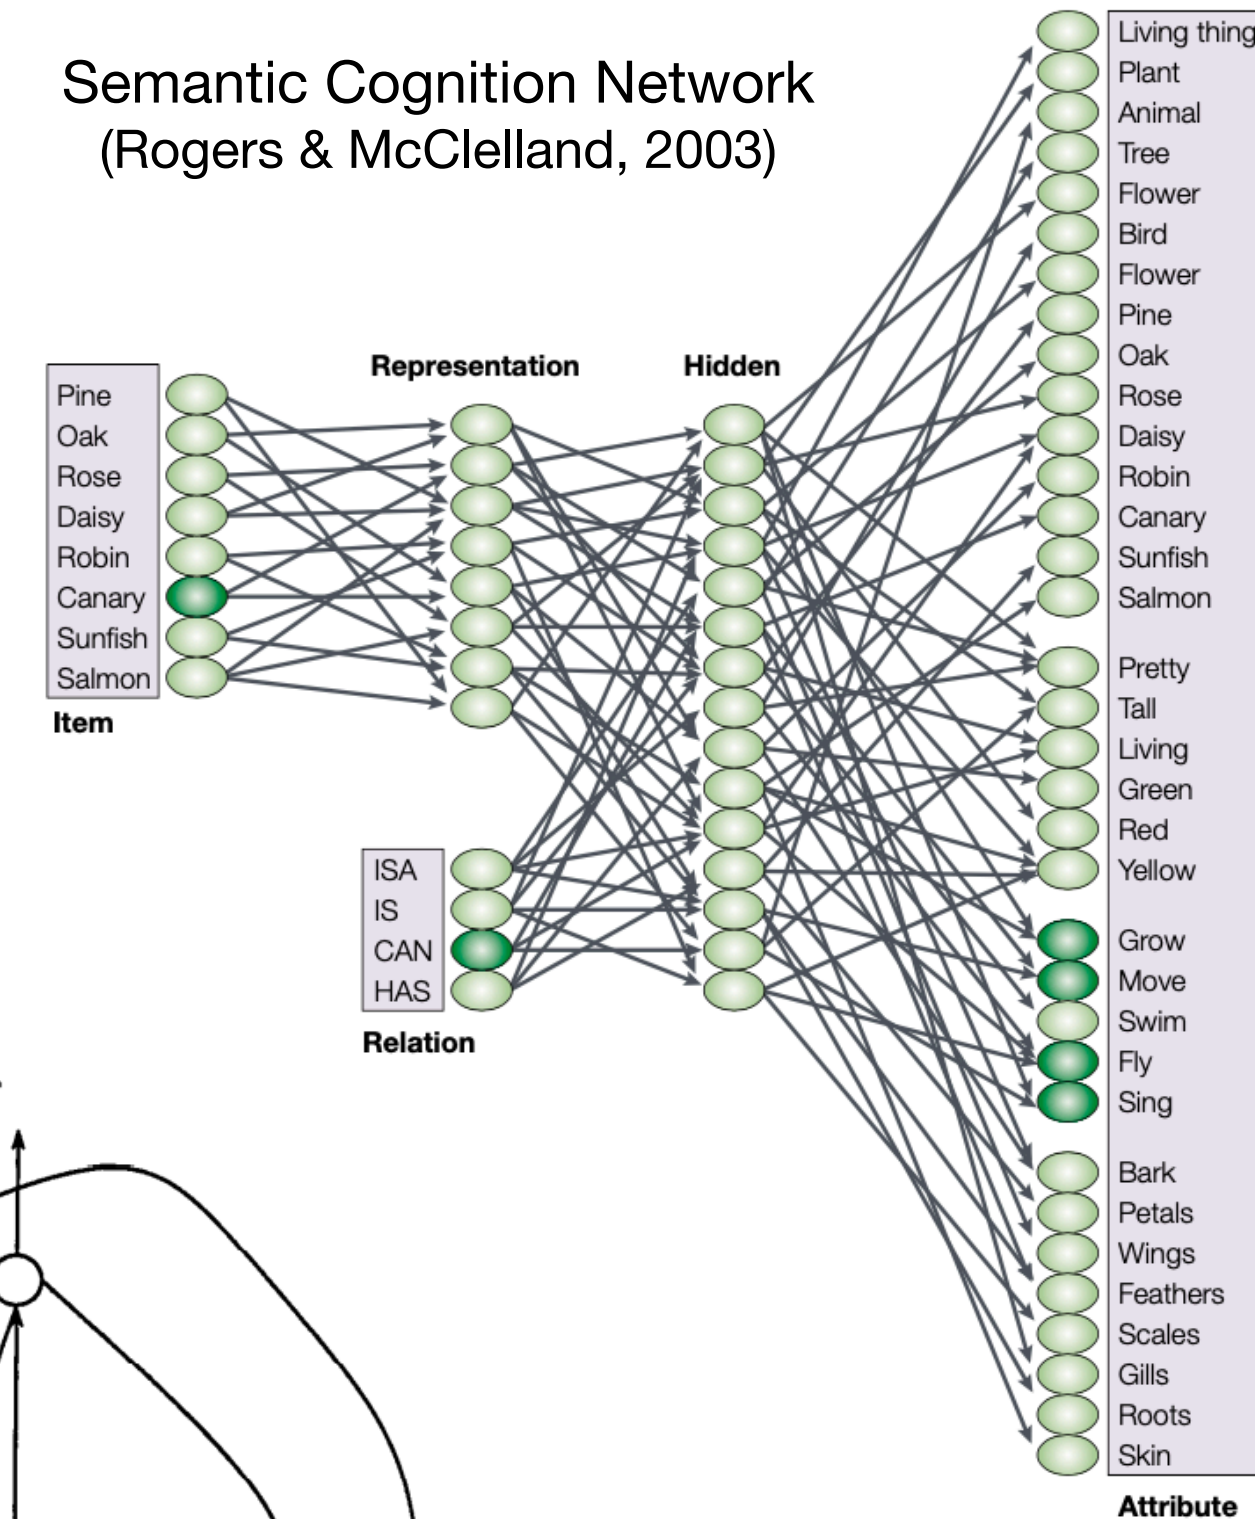 Semantic Cognition Network
(Rogers & McClelland, 2003)
Representation
Hidden
Pine
Oak
Rose
Daisy
Robin
Canary
Sunfish
Salmon
Item
ISA
IS
CAN
HAS
Relation
Living thing
Plant
Animal
Tree
Flower
Bird
Flower
Pine
Oak
Rose
Daisy
Robin
Canary
Sunfish
Salmon
Pretty
Tall
Living
Green
Red
Yellow
Grow
Move
Swim
Fly
Sing
Bark
Petals
Wings
Feathers
Scales
Gills
Roots
Skin
Attribute